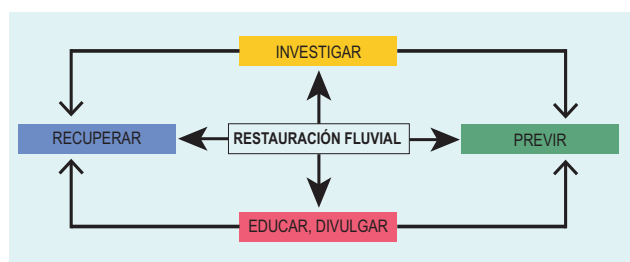 INVESTIGAR
RECUPERAR
RESTAURACIÓN FLUVIAL
PREVIR
EDUCAR, DIVULGAR